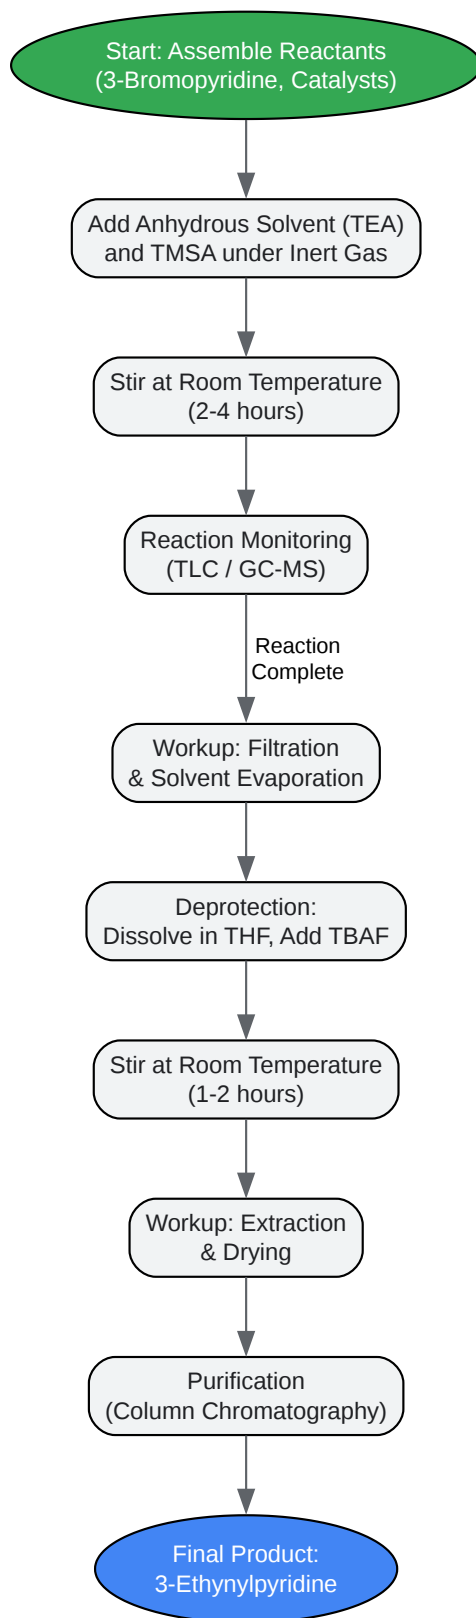 Start: Assemble Reactants
(3-Bromopyridine, Catalysts)
Add Anhydrous Solvent (TEA)
and TMSA under Inert Gas
Stir at Room Temperature
(2-4 hours)
Reaction Monitoring
(TLC / GC-MS)
Reaction
Complete
Workup: Filtration
& Solvent Evaporation
Deprotection:
Dissolve in THF, Add TBAF
Stir at Room Temperature
(1-2 hours)
Workup: Extraction
& Drying
Purification
(Column Chromatography)
Final Product:
3-Ethynylpyridine